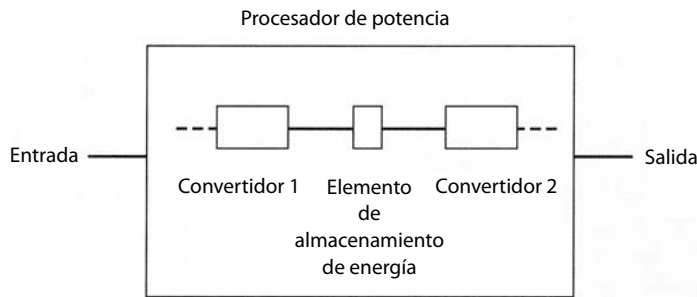 Procesador de potencia
Entrada
Salida
Convertidor 1
Elemento
de
almacenamiento
de energía
Convertidor 2